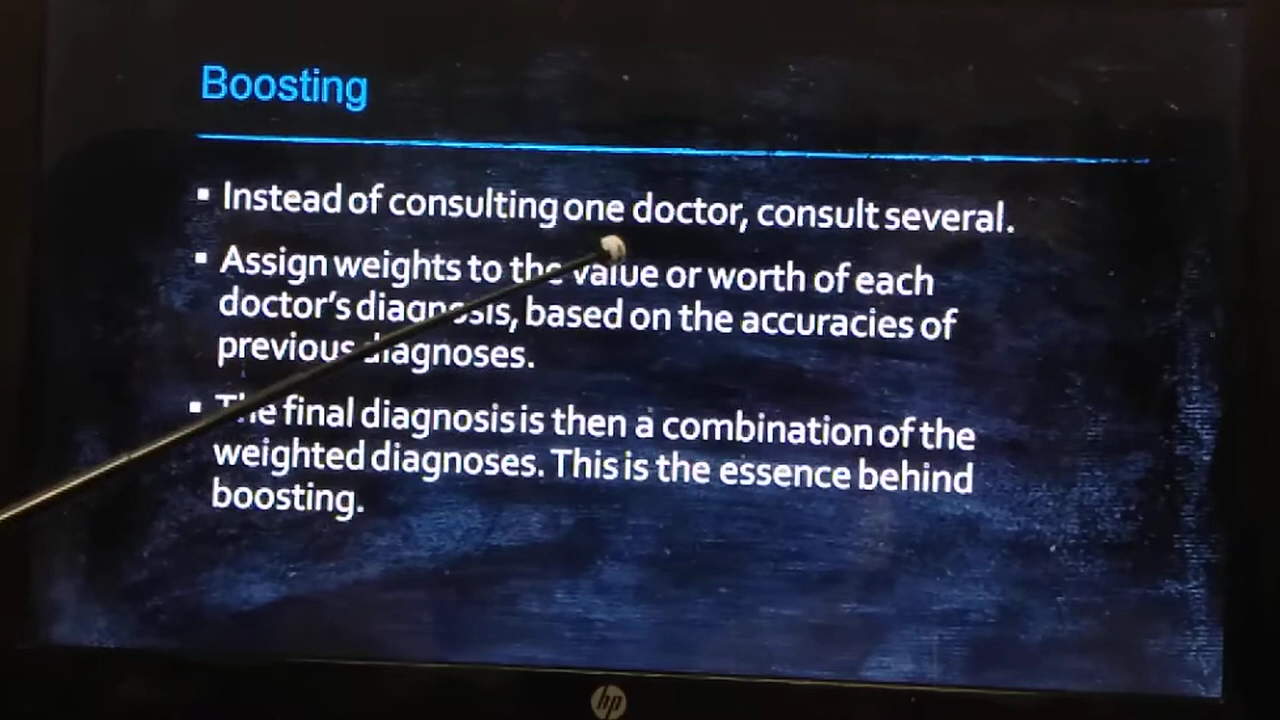 Boosting
▪ Instead of consulting one doctor, consult several.
▪ Assign weights to the value or worth of each
doctor's diagnosis, based on the accuracies of
previous diagnoses.
▪ The final diagnosis is then a combination of the
weighted diagnoses. This is the essence behind
boosting.
hp